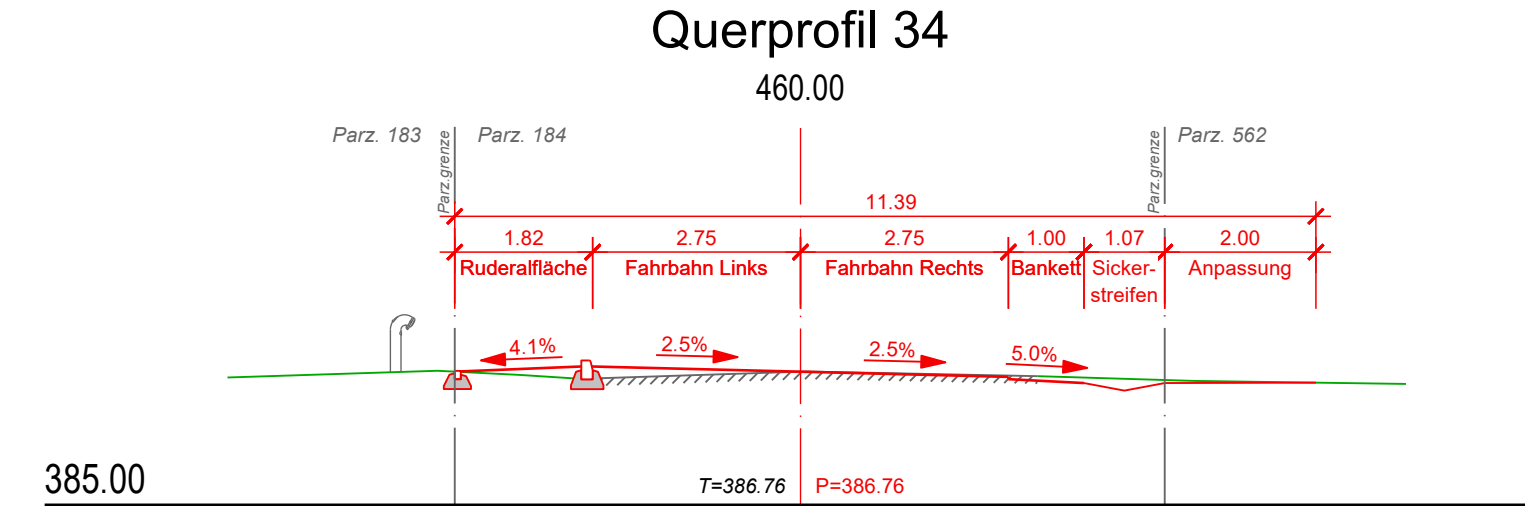 Querprofil 34
460.00
Parz. 183
Parz.grenze
Parz. 184
Parz.grenze
Parz. 562
11.39
1.82 2.75 2.75 1.00 1.07 2.00
Ruderalfläche Fahrbahn Links Fahrbahn Rechts Bankett Sicker- Anpassung
streifen
4.1% 2.5% 2.5% 5.0%
385.00
T=386.76 P=386.76